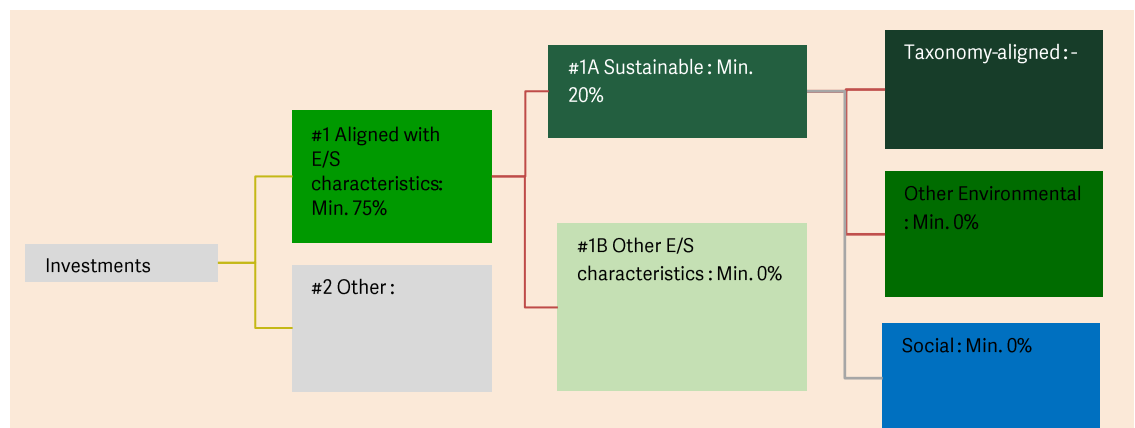 Investments
#1 Aligned with
E/S
characteristics:
Min. 75%
#2 Other :
#1A Sustainable : Min.
20%
#1B Other E/S
characteristics : Min. 0%
Taxonomy-aligned : -
Other Environmental
: Min. 0%
Social : Min. 0%